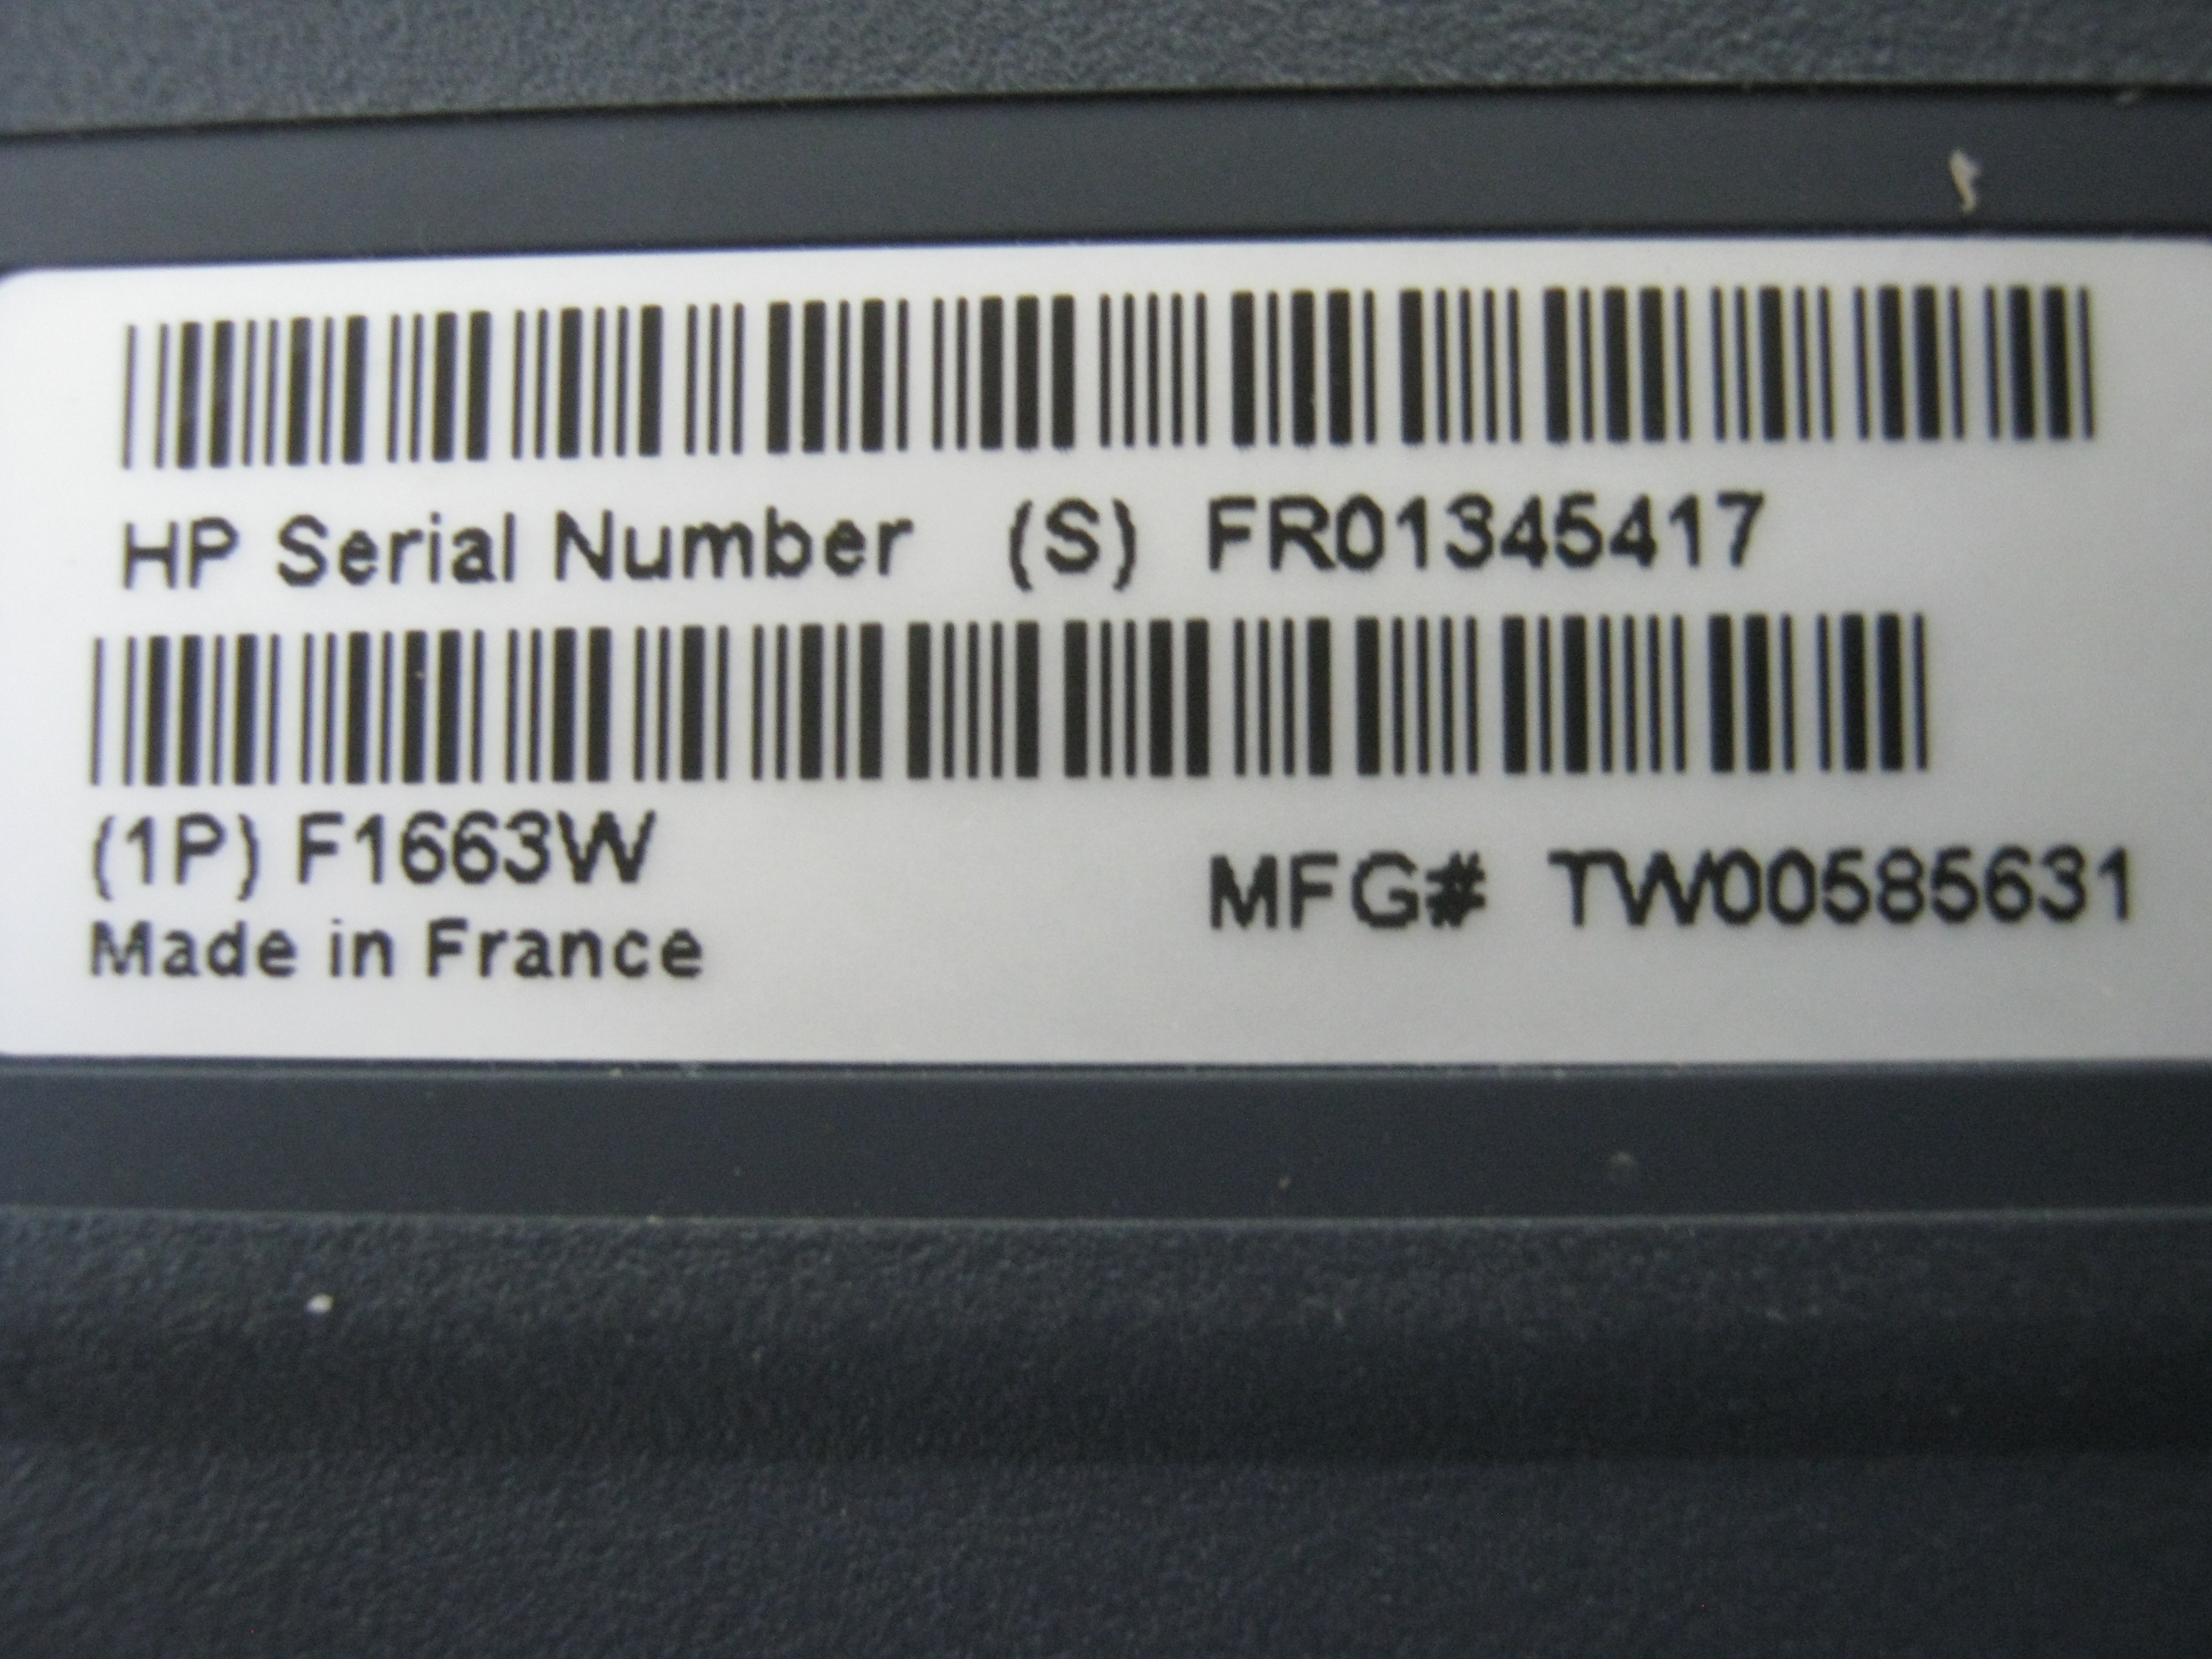 HP Serial Number (S) FR01345417
(1P) F1663W
MFG# TW00585631
Made in France